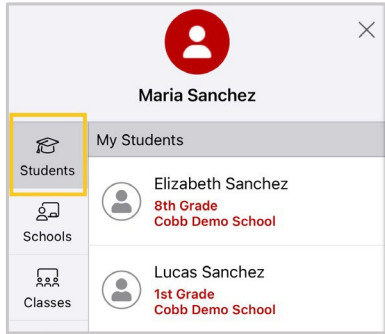 Maria Sanchez
Students
My Students
Elizabeth Sanchez
8th Grade
Cobb Demo School
Schools
Lucas Sanchez
1st Grade
Cobb Demo School
Classes